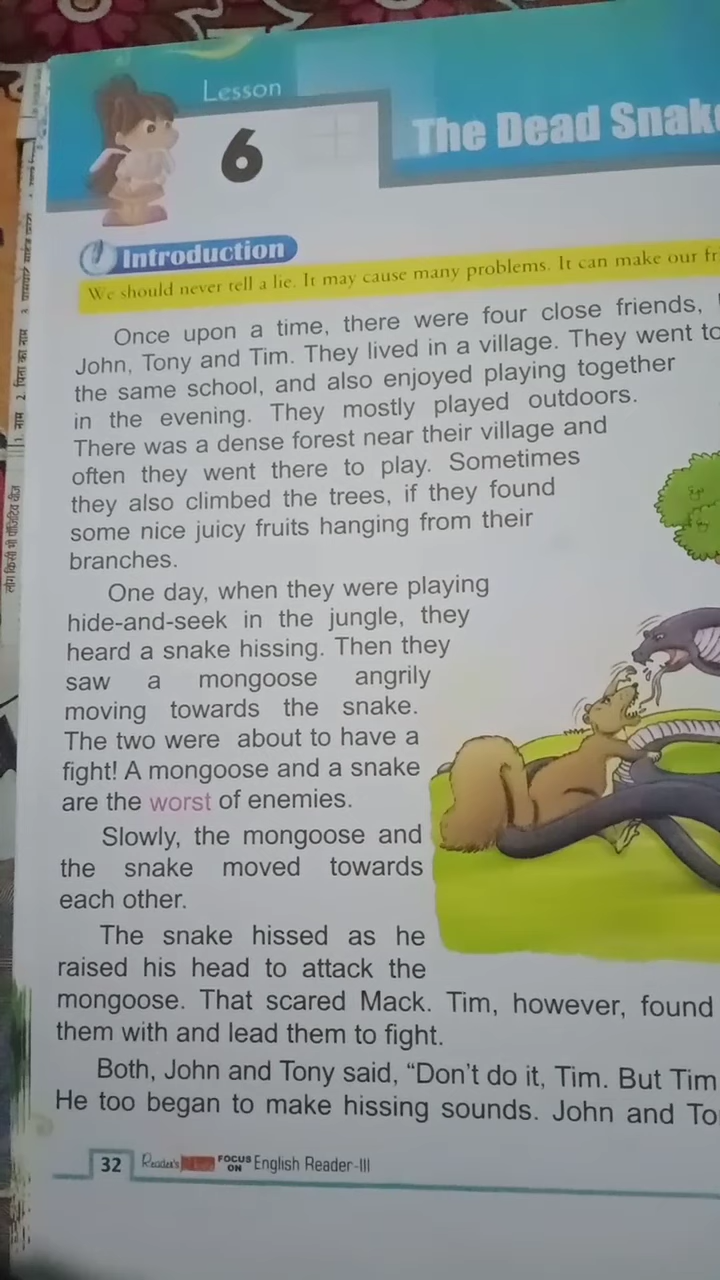 Lesson
6
The Dead Snake
Introduction
We should never tell a lie. It may cause many problems. It can make our fr
Once upon a time, there were four close friends,
John, Tony and Tim. They lived in a village. They went to
the same school, and also enjoyed playing together
in the evening. They mostly played outdoors.
There was a dense forest near their village and
often they went there to play. Sometimes
they also climbed the trees, if they found
some nice juicy fruits hanging from their
branches.
One day, when they were playing
hide-and-seek in the jungle, they
heard a snake hissing. Then they
saw a mongoose angrily
moving towards the snake.
The two were about to have a
fight! A mongoose and a snake
are the worst of enemies.
Slowly, the mongoose and
the snake moved towards
each other.
The snake hissed as he
raised his head to attack the
mongoose. That scared Mack. Tim, however, found
them with and lead them to fight.
Both, John and Tony said, “Don’t do it, Tim. But Tim
He too began to make hissing sounds. John and To
32 Reader's FOCUS ON English Reader-III
१. नाम २. पिता का नाम ३.
लोग किसी भी पॉजिटिव चीज